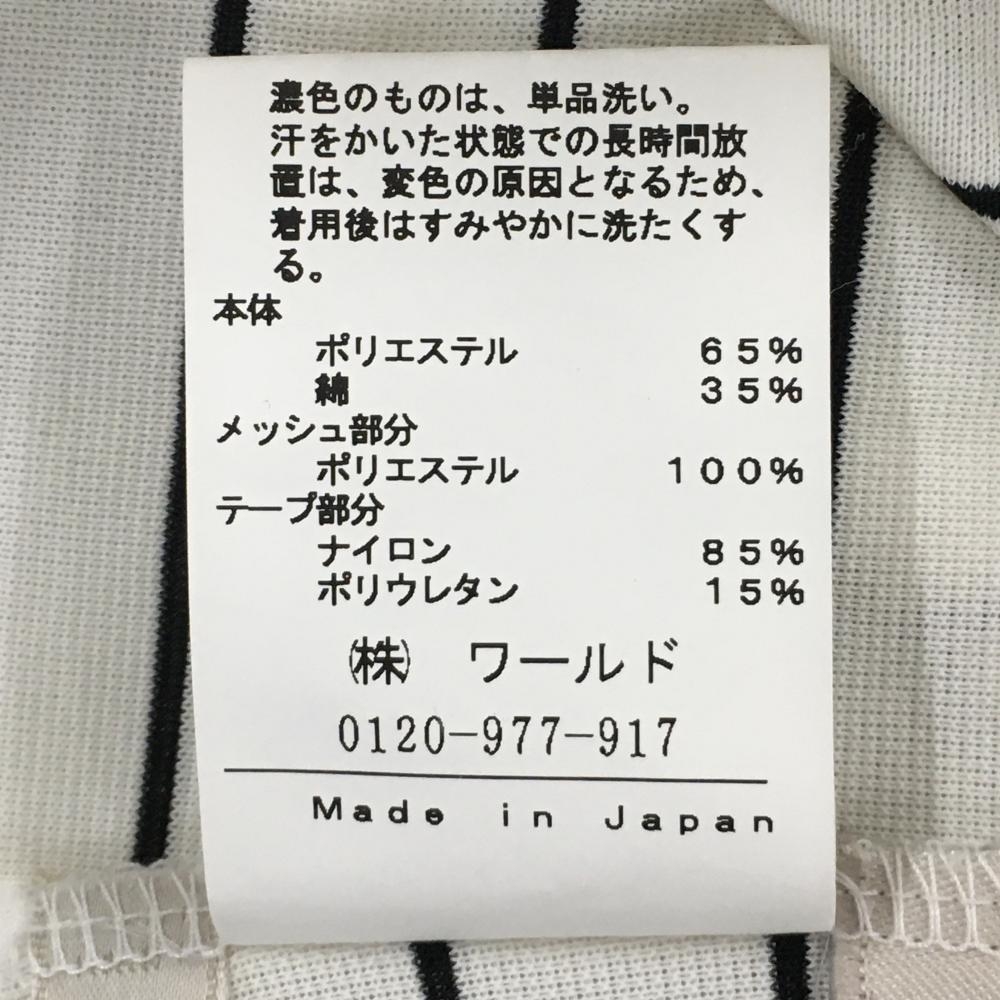 濃色のものは、単品洗い。
汗をかいた状態での長時間放
置は、変色の原因となるため、
着用後はすみやかに洗たくす
る。
本体
ポリエステル ６５％
綿 ３５％
メッシュ部分
ポリエステル １００％
テープ部分
ナイロン ８５％
ポリウレタン １５％
㈱ ワールド
0120-977-917
Made in Japan